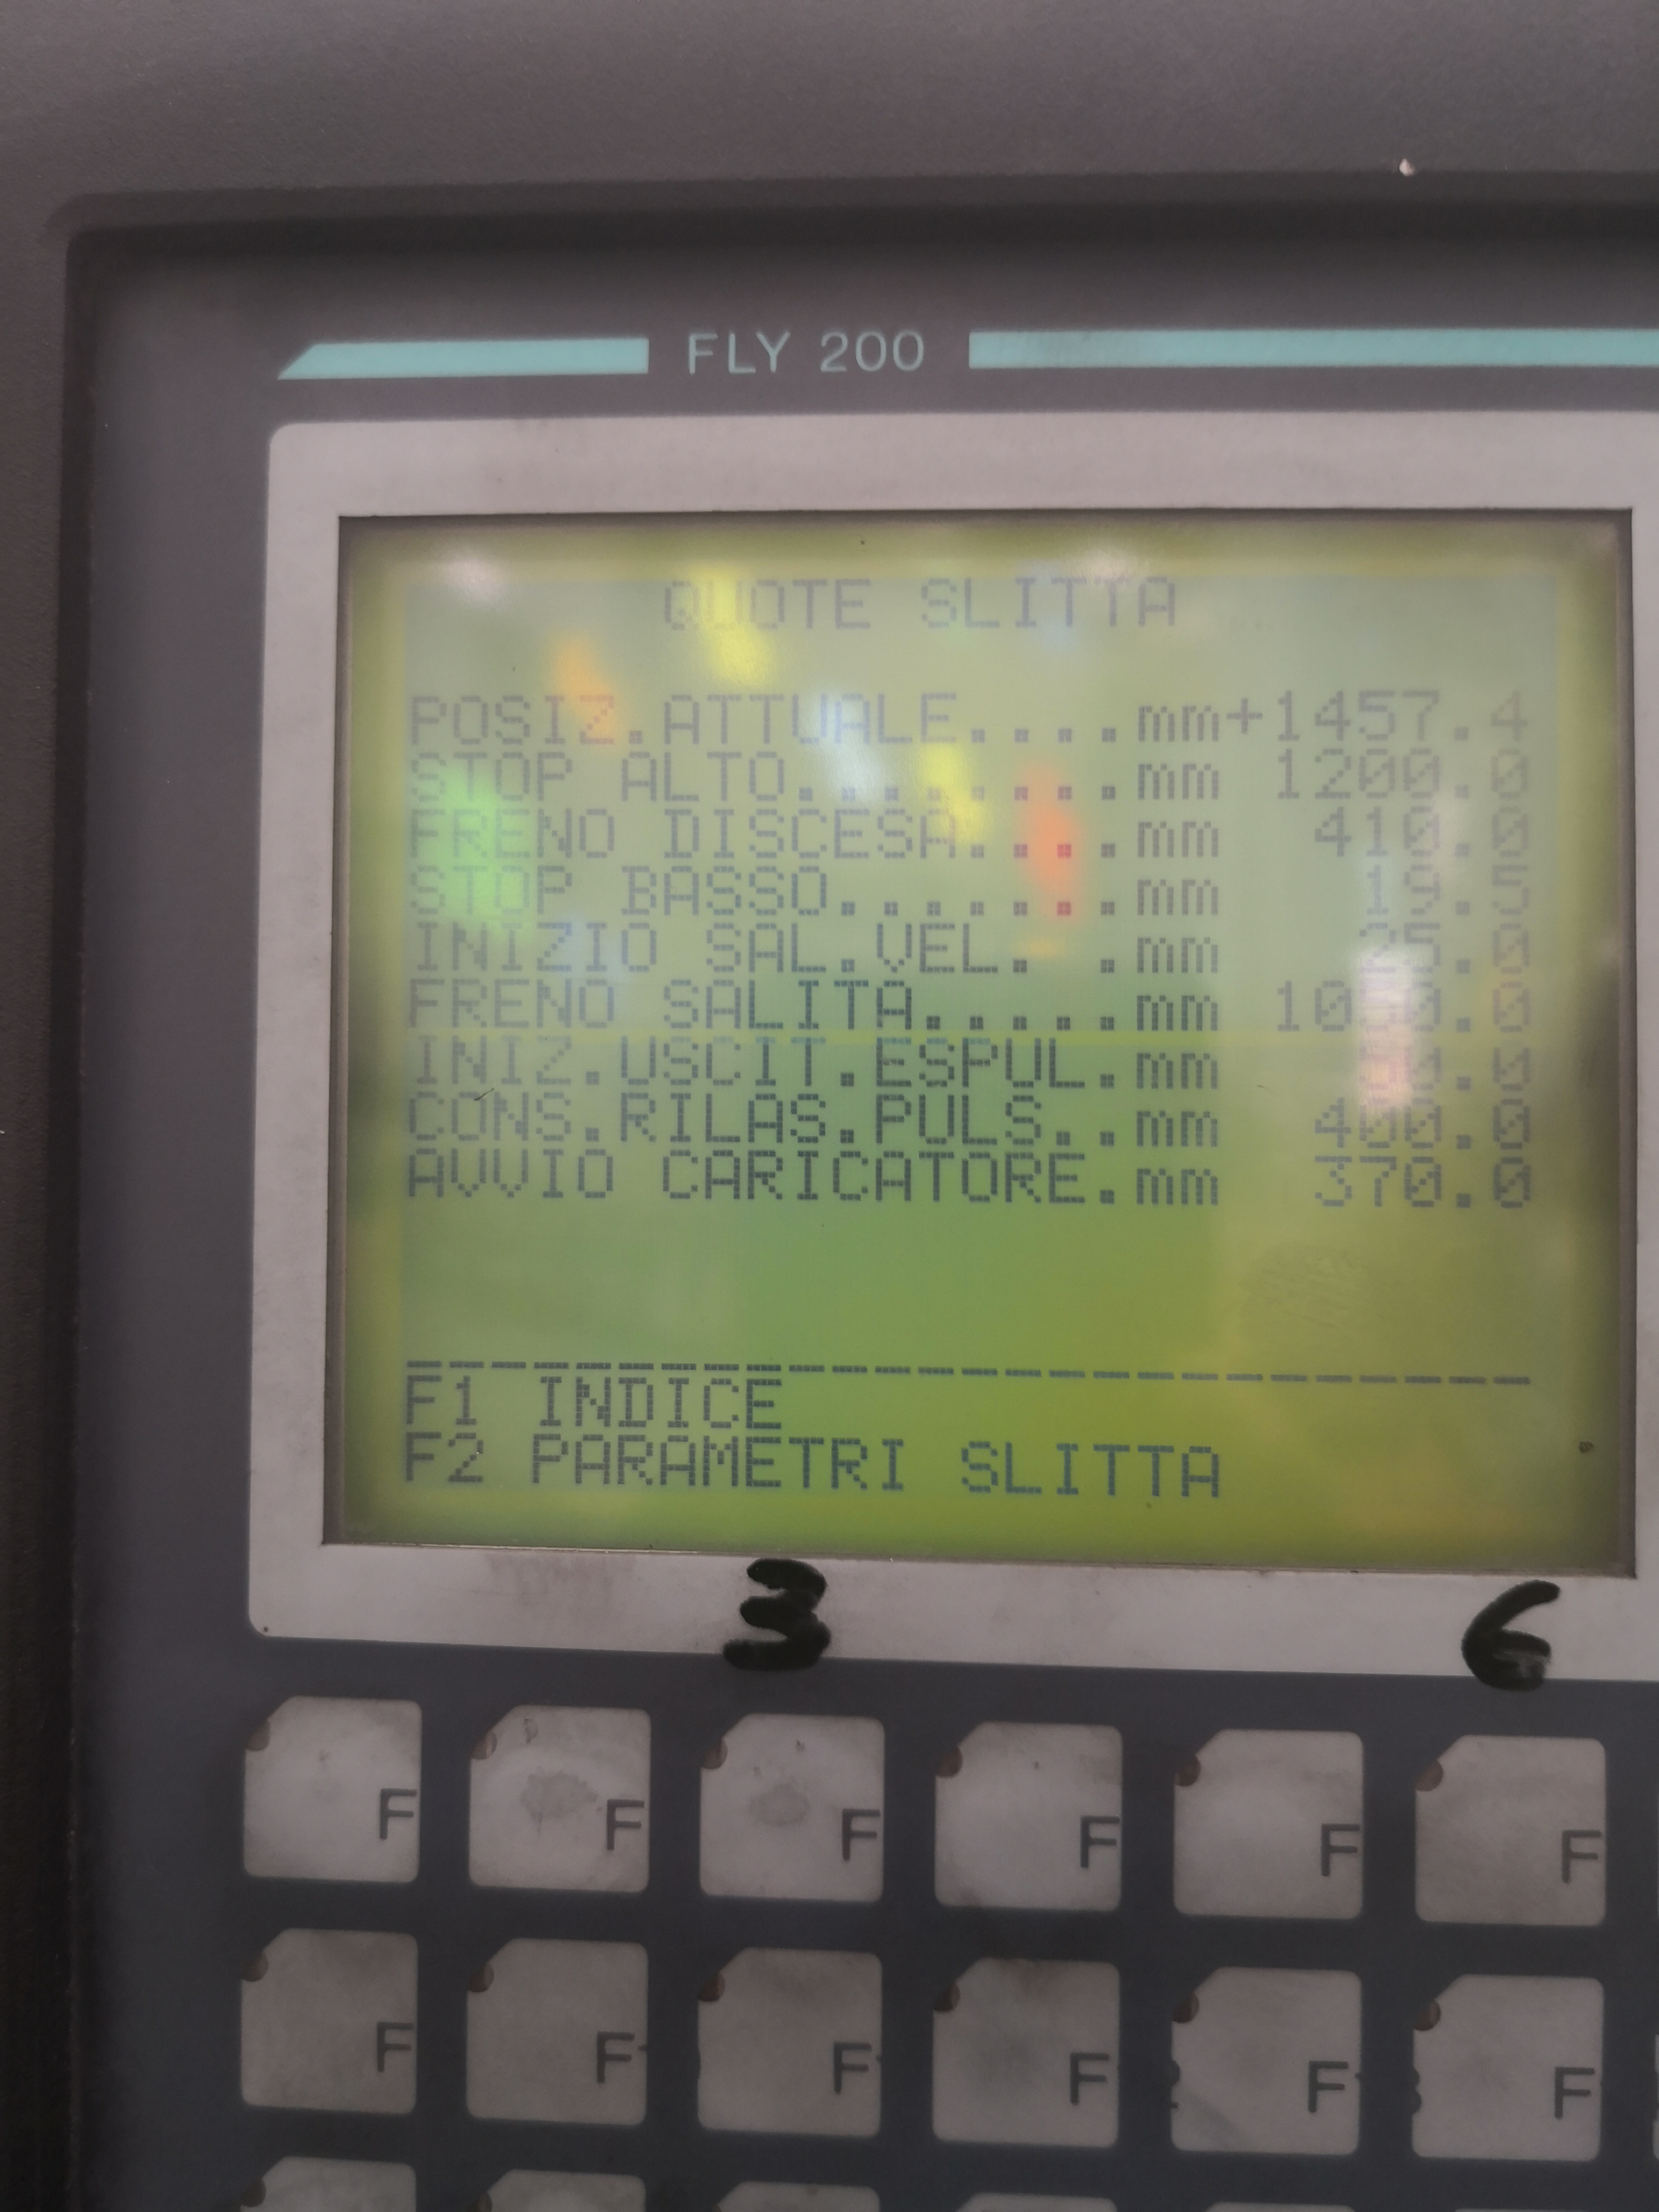 FLY 200
QUOTE SLITTA
POSIZ.ATTUALE....mm+1457.4
STOP ALTO........mm 1200.0
FRENO DISCESA....mm 410.0
STOP BASSO.......mm 19.5
INIZIO SAL.VEL. .mm 25.0
FRENO SALITA.....mm
INIZ.USCIT.ESPUL.mm
CONS.RILAS.PULS..mm 400.0
AVVIO CARICATORE.mm 370.0
F1 INDICE
F2 PARAMETRI SLITTA
3 6
F F F F F F
F F F F F F